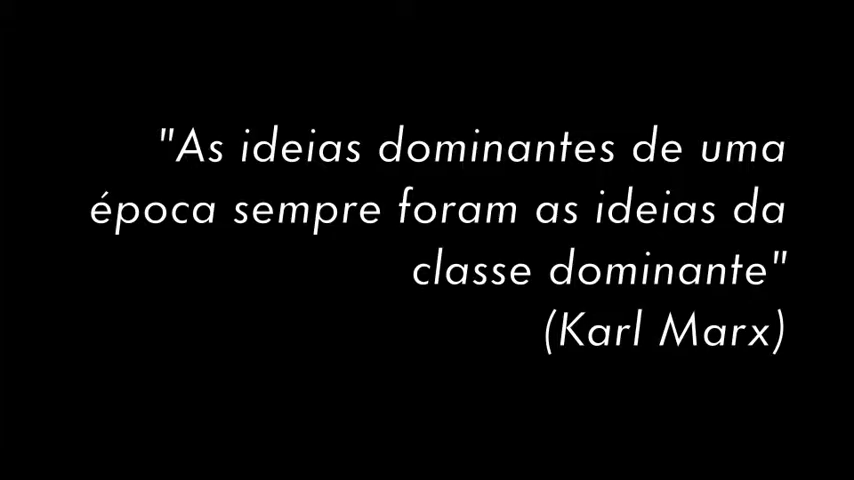 "As ideias dominantes de uma
época sempre foram as ideias da
classe dominante"
(Karl Marx)